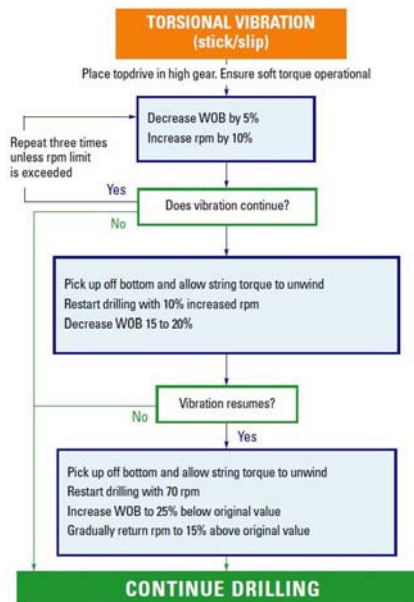 TORSIONAL VIBRATION
(stick/slip)
Place topdrive in high gear. Ensure soft torque operational
Decrease WOB by 5%
Increase rpm by 10%
Repeat three times
unless rpm limit
is exceeded
Yes
Does vibration continue?
No
Pick up off bottom and allow string torque to unwind
Restart drilling with 10% increased rpm
Decrease WOB 15 to 20%
Vibration resumes?
No
Yes
Pick up off bottom and allow string torque to unwind
Restart drilling with 70 rpm
Increase WOB to 25% below original value
Gradually return rpm to 15% above original value
CONTINUE DRILLING